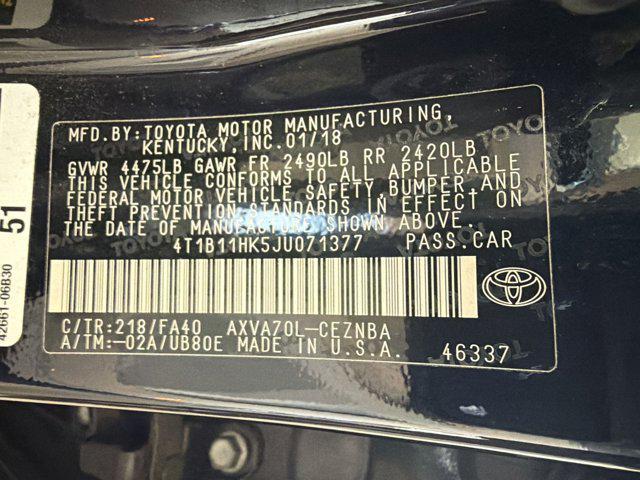 MFD.BY:TOYOTA MOTOR MANUFACTURING,
KENTUCKY,INC.01/18
GVWR 4475LB GAWR FR 2490LB RR 2420LB
THIS VEHICLE CONFORMS TO ALL APPLICABLE
FEDERAL MOTOR VEHICLE SAFETY, BUMPER,AND
THEFT PREVENTION STANDARDS IN EFFECT ON
THE DATE OF MANUFACTURE SHOWN ABOVE.
4T1B11HK5JU071377 PASS.CAR
C/TR:218/FA40 AXVA70L-CEZNBA
A/TM:-02A/UB80E MADE IN U.S.A. 46337
51
42661-06B30